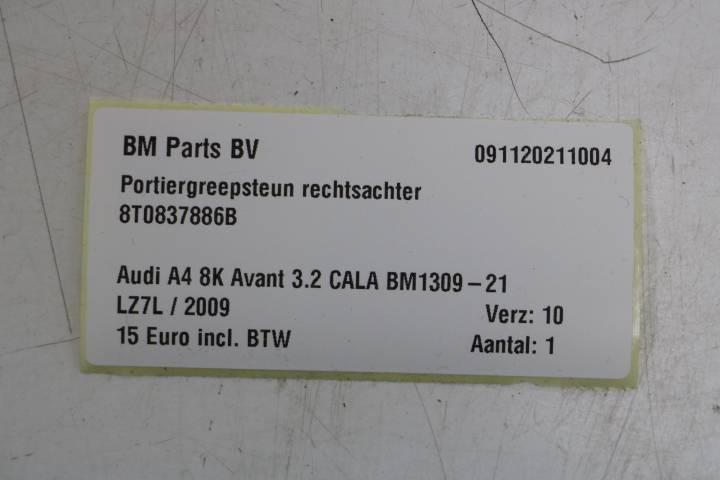 BM Parts BV 091120211004
Portiergreepsteun rechtsachter
8T0837886B
Audi A4 8K Avant 3.2 CALA BM1309-21
LZ7L / 2009 Verz: 10
15 Euro incl. BTW Aantal: 1